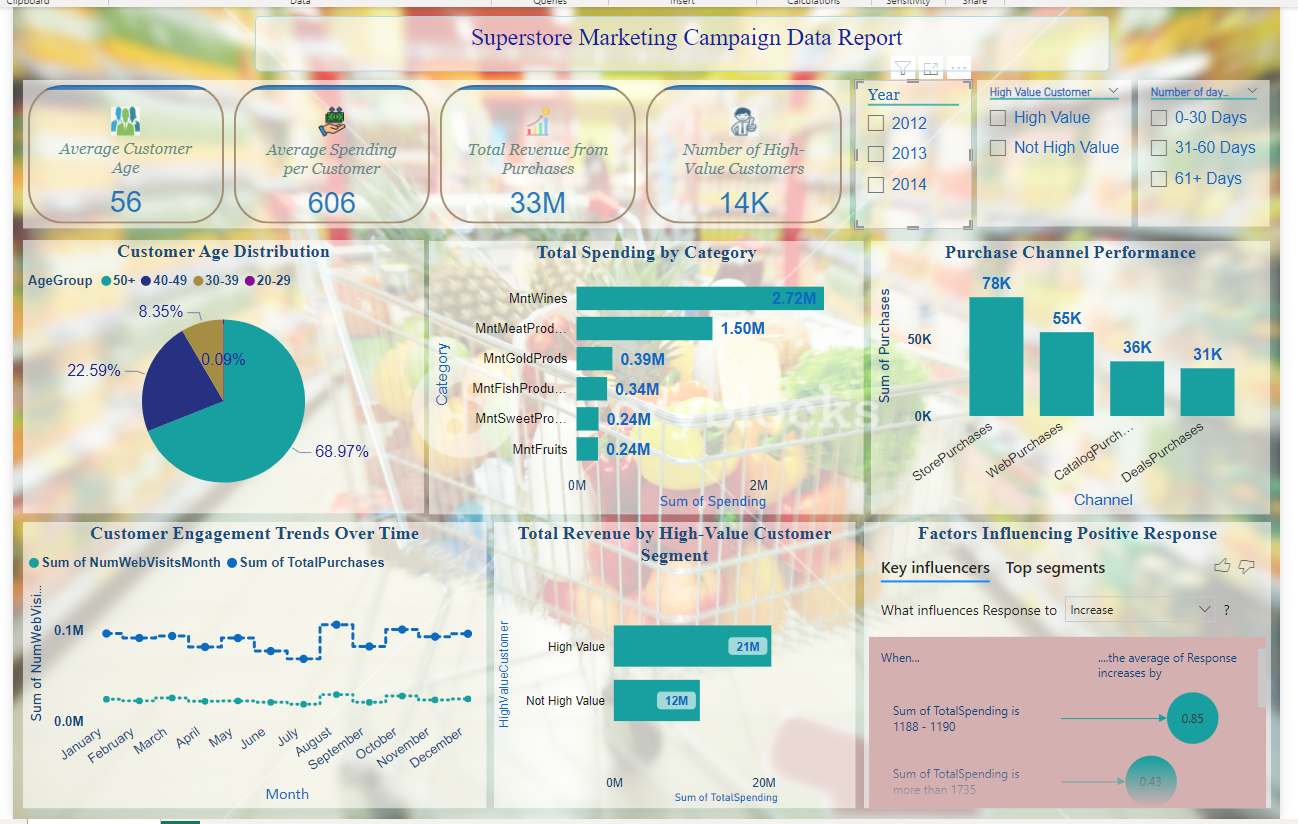 Clipboard
Data
Queries
Insert
Calculations
Sensitivity
Share
Superstore Marketing Campaign Data Report
Average Customer
Age
56
Average Spending
per Customer
606
Total Revenue from
Purchases
33M
Number of High-
Value Customers
14K
Year
2012
2013
2014
High Value Customer
High Value
Not High Value
Number of day...
0-30 Days
31-60 Days
61+ Days
Customer Age Distribution
AgeGroup 50+ 40-49 30-39 20-29
8.35%
0.09%
22.59%
68.97%
Total Spending by Category
Category
MntWines 2.72M
MntMeatProd... 1.50M
MntGoldProds 0.39M
MntFishProdu... 0.34M
MntSweetPro... 0.24M
MntFruits 0.24M
0M 2M
Sum of Spending
Purchase Channel Performance
Sum of Purchases
78K
55K
36K
31K
50K
0K
StorePurchases
WebPurchases
CatalogPurch...
DealsPurchases
Channel
Customer Engagement Trends Over Time
Sum of NumWebVisitsMonth Sum of TotalPurchases
Sum of NumWebVisi...
0.1M
0.0M
January
February
March
April
May
June
July
August
September
October
November
December
Month
Total Revenue by High-Value Customer
Segment
HighValueCustomer
High Value 21M
Not High Value 12M
0M 20M
Sum of TotalSpending
Factors Influencing Positive Response
Key influencers Top segments
What influences Response to Increase ?
When...
....the average of Response
increases by
Sum of TotalSpending is
1188 - 1190
0.85
Sum of TotalSpending is
more than 1735
0.43